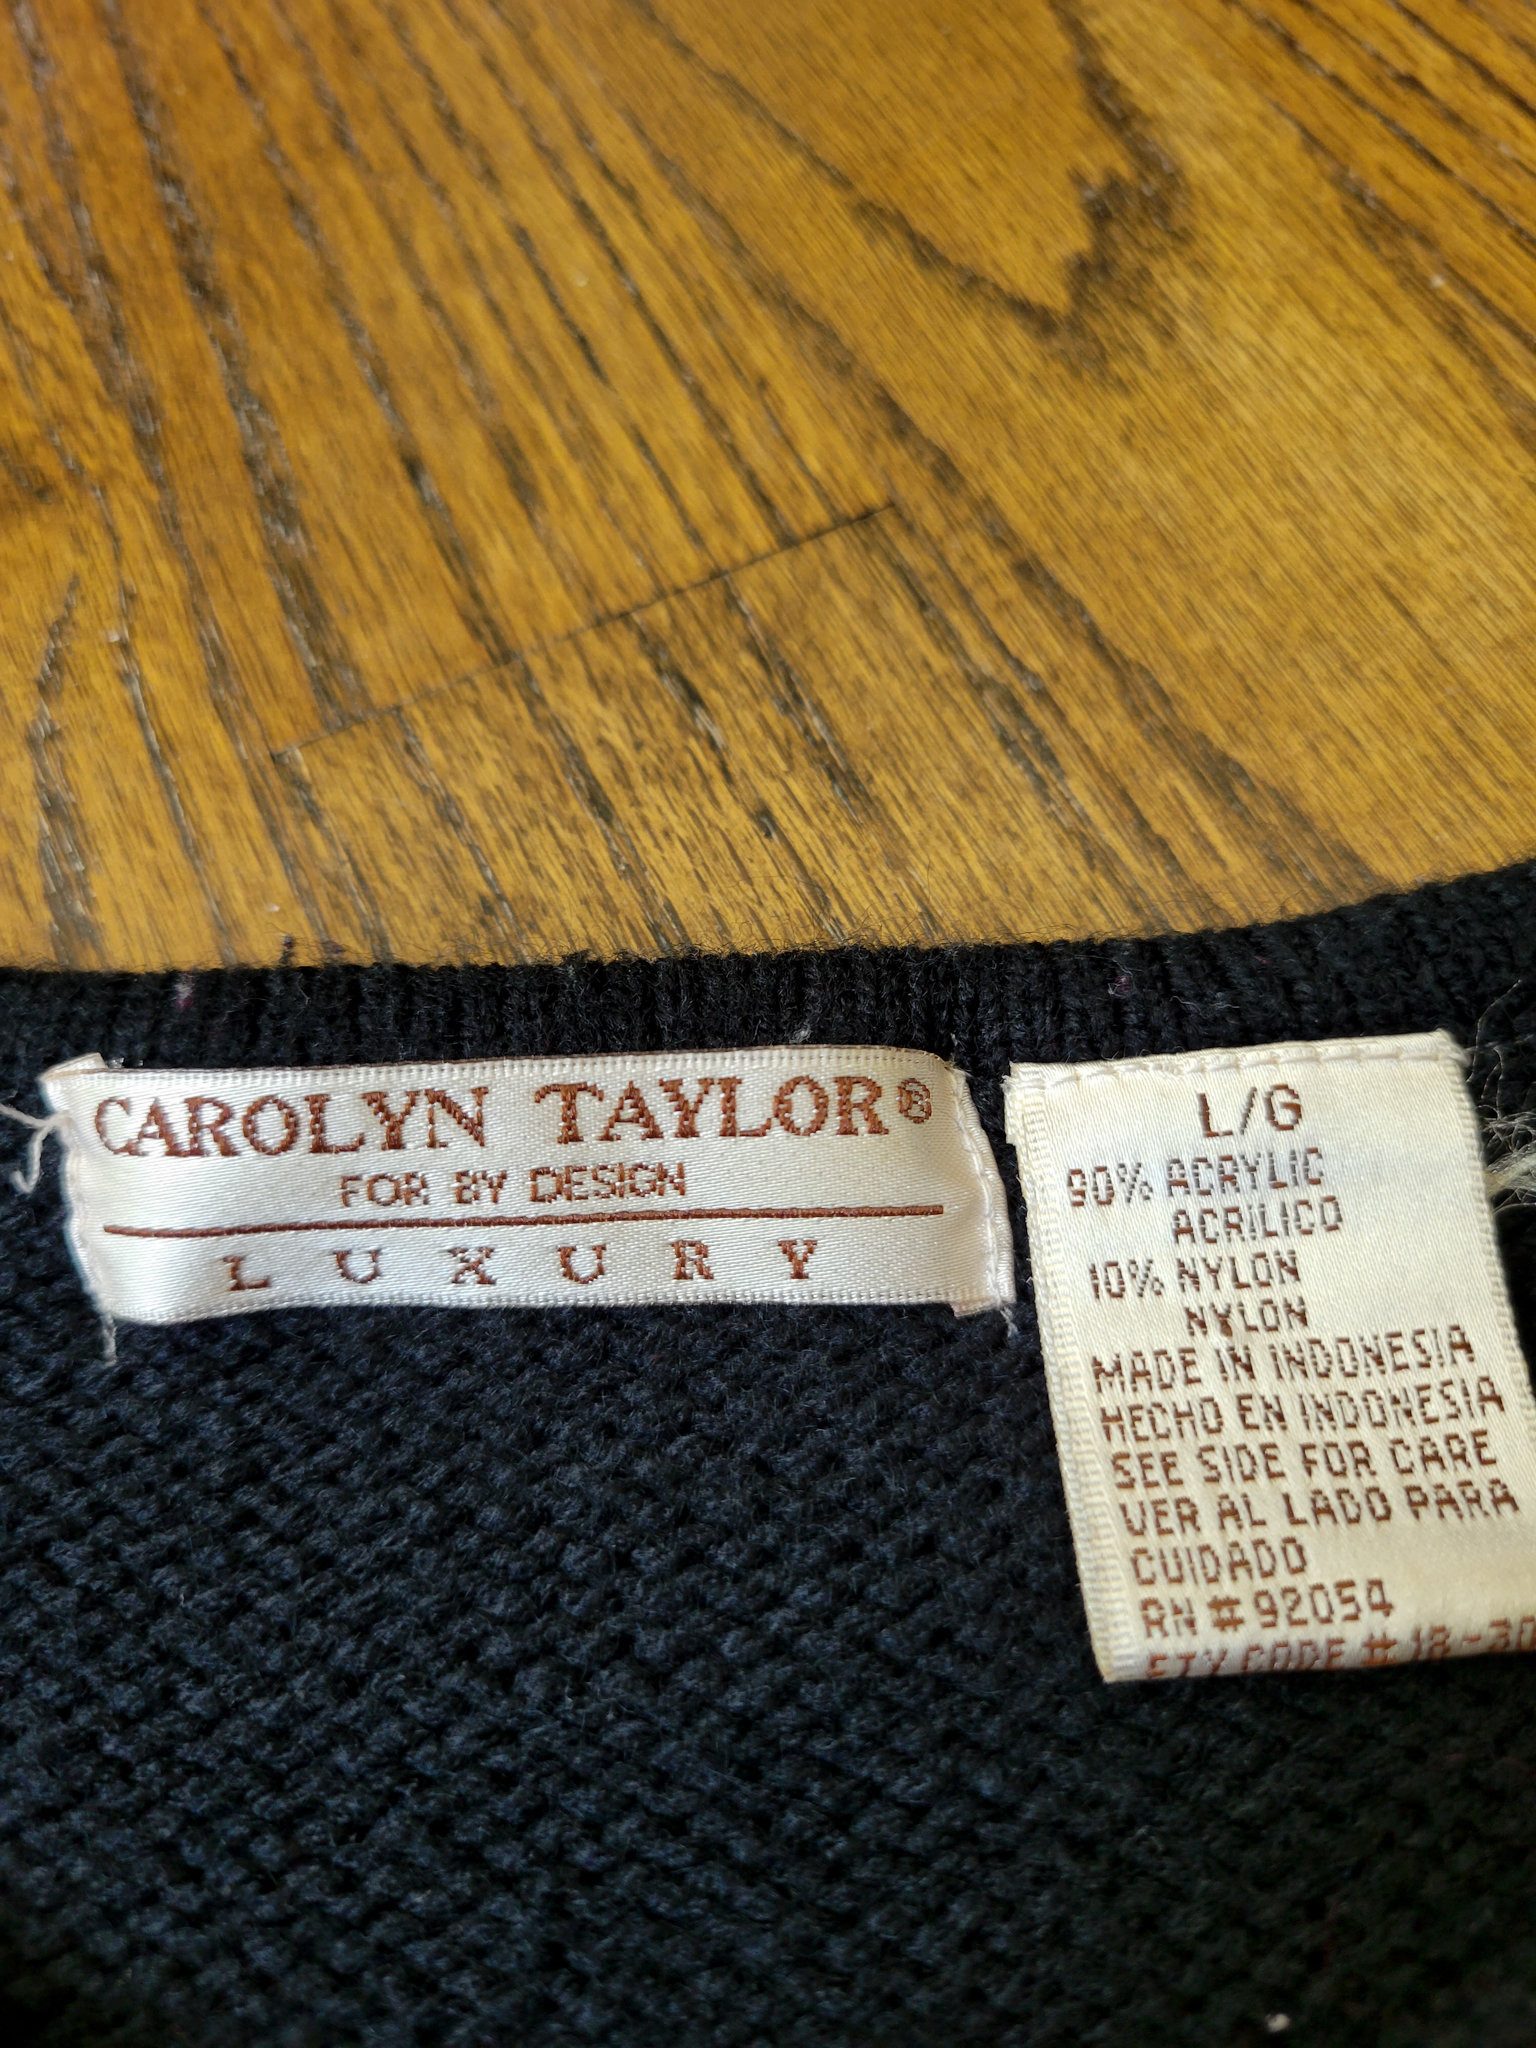 CAROLYN TAYLOR®
FOR BY DESIGN
LUXURY
L/G
90% ACRYLIC
ACRILICO
10% NYLON
NYLON
MADE IN INDONESIA
HECHO EN INDONESIA
SEE SIDE FOR CARE
VER AL LADO PARA
CUIDADO
RN #92054
CODE #